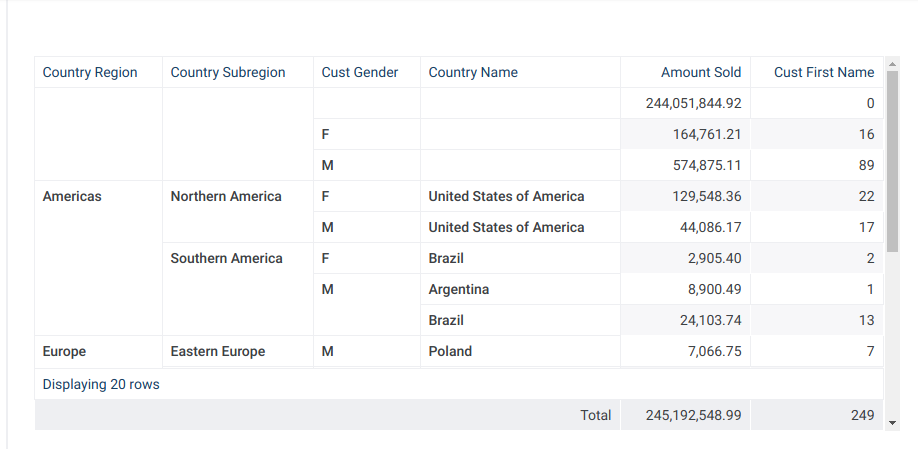 Country Region Country Subregion Cust Gender Country Name Amount Sold Cust First Name
244,051,844.92 0
F 164,761.21 16
M 574,875.11 89
Americas Northern America F United States of America 129,548.36 22
M United States of America 44,086.17 17
Southern America F Brazil 2,905.40 2
M Argentina 8,900.49 1
Brazil 24,103.74 13
Europe Eastern Europe M Poland 7,066.75 7
Displaying 20 rows
Total 245,192,548.99 249